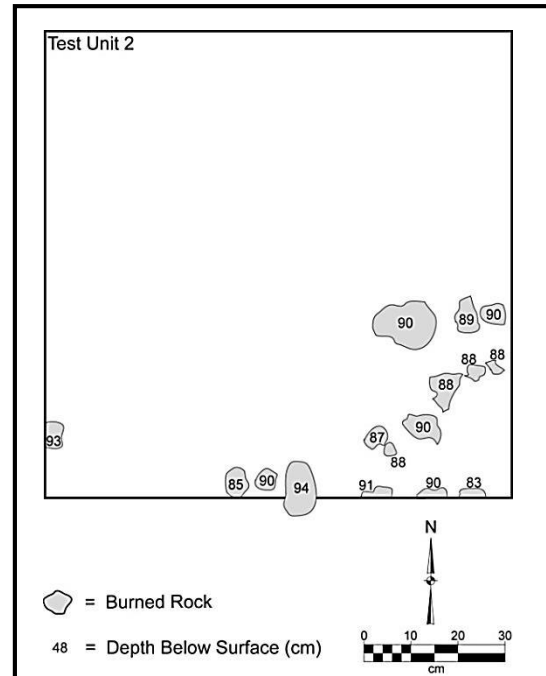 Test Unit 2
90
89
90
88
88
88
90
87
88
93
85
90
94
91
90
83
N
= Burned Rock
48 = Depth Below Surface (cm)
0 10 20 30
cm